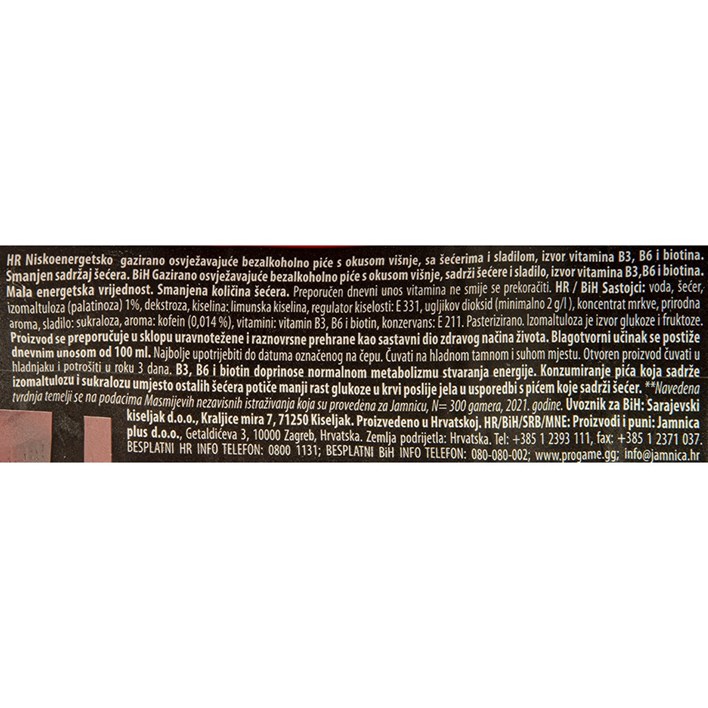 HR Niskoenergetsko gazirano osvježavajuće bezalkoholno piće s okusom višnje, sa šećerima i sladilom, izvor vitamina B3, B6 i biotina.
Smanjen sadržaj šećera. BiH Gazirano osvježavajuće bezalkoholno piće s okusom višnje, sadrži šećere i sladilo, izvor vitamina B3,B6 i biotina.
Mala energetska vrijednost. Smanjena količina šećera. Preporučen dnevni unos vitamina ne smije se prekoračiti. HR / BiH Sastojci: voda, šećer,
izomaltuloza (palatinoza) 1%, dekstroza, kiselina: limunska kiselina, regulator kiselosti: E 331, ugljikov dioksid (minimalno 2 g/l ), koncentrat mrkve, prirodna
aroma, sladilo: sukraloza, aroma: kofein (0,014 %), vitamini: vitamin B3, B6 i biotin, konzervans: E 211. Pasterizirano. Izomaltuloza je izvor glukoze i fruktoze.
Proizvod se preporučuje u sklopu uravnotežene i raznovrsne prehrane kao sastavni dio zdravog načina života. Blagotvorni učinak se postiže
dnevnim unosom od 100 ml. Najbolje upotrijebiti do datuma označenog na čepu. Čuvati na hladnom tamnom i suhom mjestu. Otvoren proizvod čuvati u
hladnjaku i potrošiti u roku 3 dana. B3, B6 i biotin doprinose normalnom metabolizmu stvaranja energije. Konzumiranje pića koja sadrže
izomaltulozu i sukralozu umjesto ostalih šećera potiče manji rast glukoze u krvi poslije jela u usporedbi s pićem koje sadrži šećer. **Navedena
tvrdnja temelji se na podacima Masmijevih nezavisnih istraživanja koja su provedena za Jamnicu, N= 300 gamera, 2021. godine. Uvoznik za BiH: Sarajevski
kiseljak d.o.o., Kraljice mira 7, 71250 Kiseljak. Proizvedeno u Hrvatskoj. HR/BiH/SRB/MNE: Proizvodi i puni: Jamnica
plus d.o.o., Getaldićeva 3, 10000 Zagreb, Hrvatska. Zemlja podrijetla: Hrvatska. Tel: +385 1 2393 111, fax: +385 1 2371 037.
BESPLATNI HR INFO TELEFON: 0800 1131; BESPLATNI BiH INFO TELEFON: 080-080-002; www.progame.gg; info@jamnica.hr